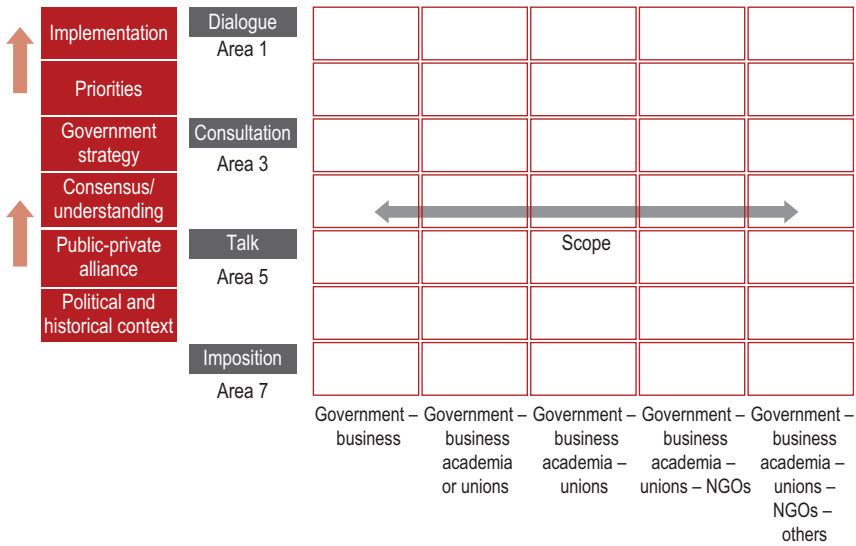 Implementation
Dialogue
Area 1
Priorities
Government
strategy
Consultation
Area 3
Consensus/
understanding
Public-private
alliance
Talk
Area 5
Scope
Political and
historical context
Imposition
Area 7
Government –
business
Government –
business
academia
or unions
Government –
business
academia –
unions
Government –
business
academia –
unions – NGOs
Government –
business
academia –
unions –
NGOs –
others